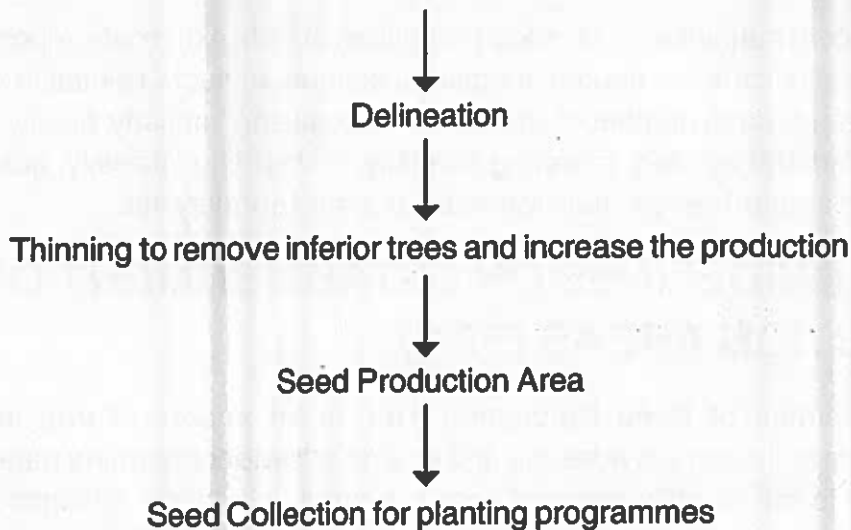 Delineation
Thinning to remove inferior trees and increase the production
Seed Production Area
Seed Collection for planting programmes